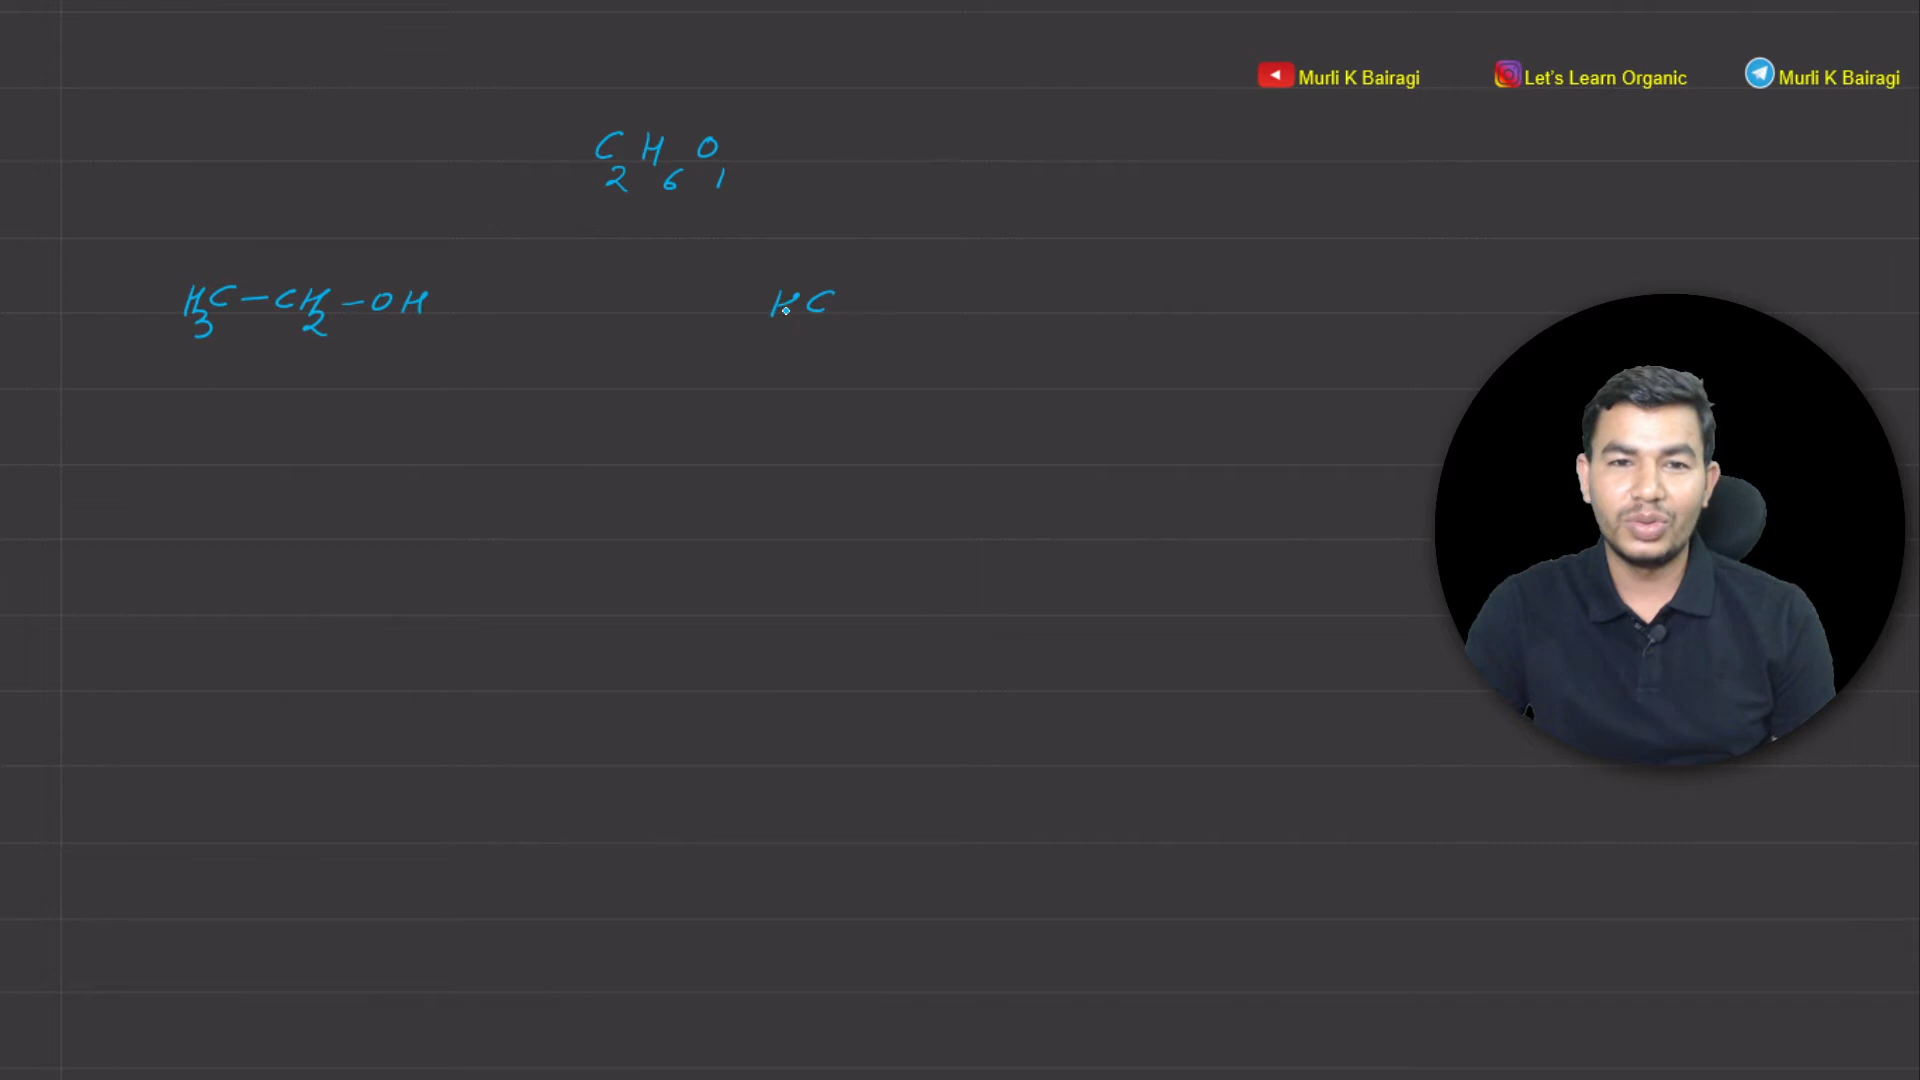 Murli K Bairagi Let's Learn Organic Murli K Bairagi
C2H6O1
H3C-CH2-OH HC